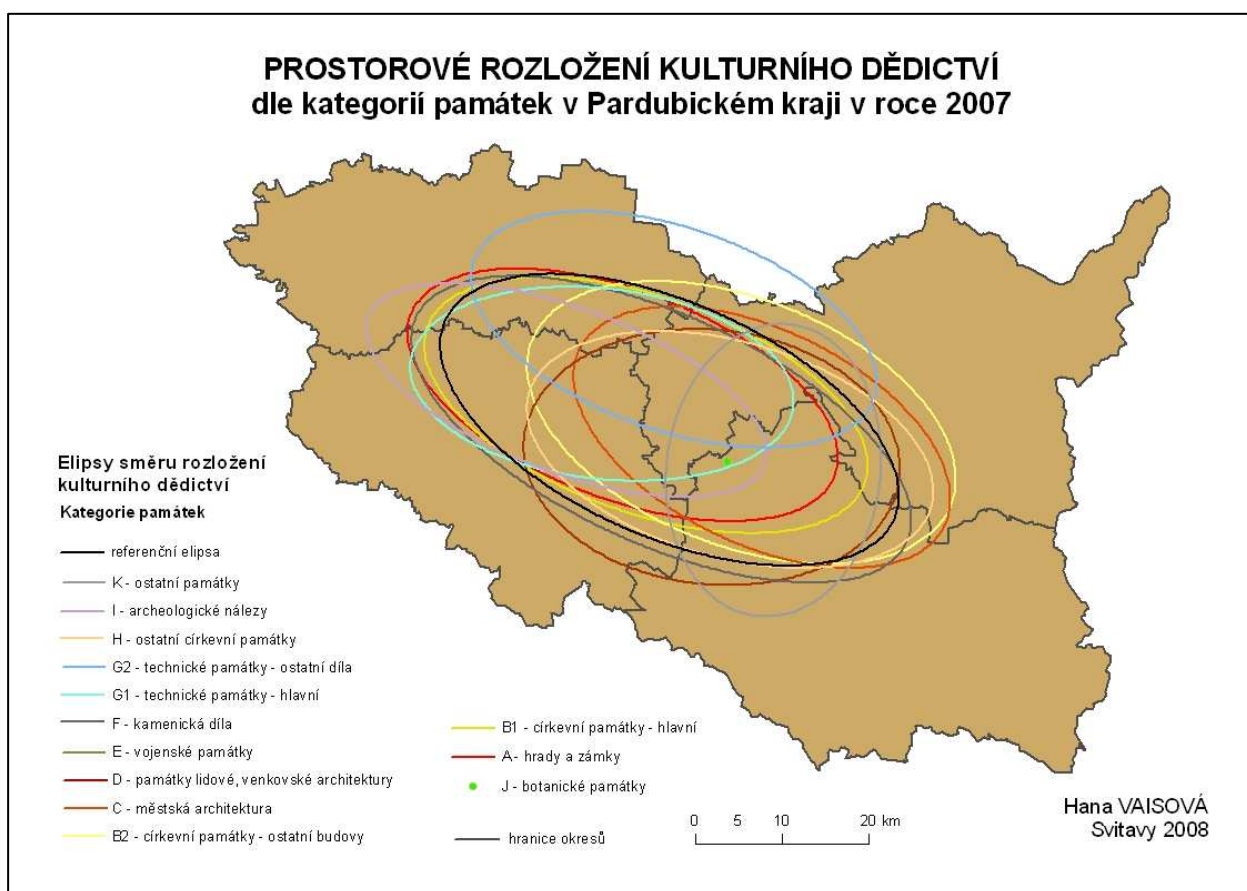 PROSTOROVÉ ROZLOŽENÍ KULTURNÍHO DĚDICTVÍ
dle kategorií památek v Pardubickém kraji v roce 2007
Elipsy směru rozložení
kulturního dědictví
Kategorie památek
referenční elipsa
K - ostatní památky
I - archeologické nálezy
H - ostatní církevní památky
G2 - technické památky - ostatní díla
G1 - technické památky - hlavní
F - kamenická díla
E - vojenské památky
D - památky lidové, venkovské architektury
C - městská architektura
B2 - církevní památky - ostatní budovy
B1 - církevní památky - hlavní
A - hrady a zámky
J - botanické památky
hranice okresů
0 5 10 20 km
Hana VAISOVÁ
Svitavy 2008